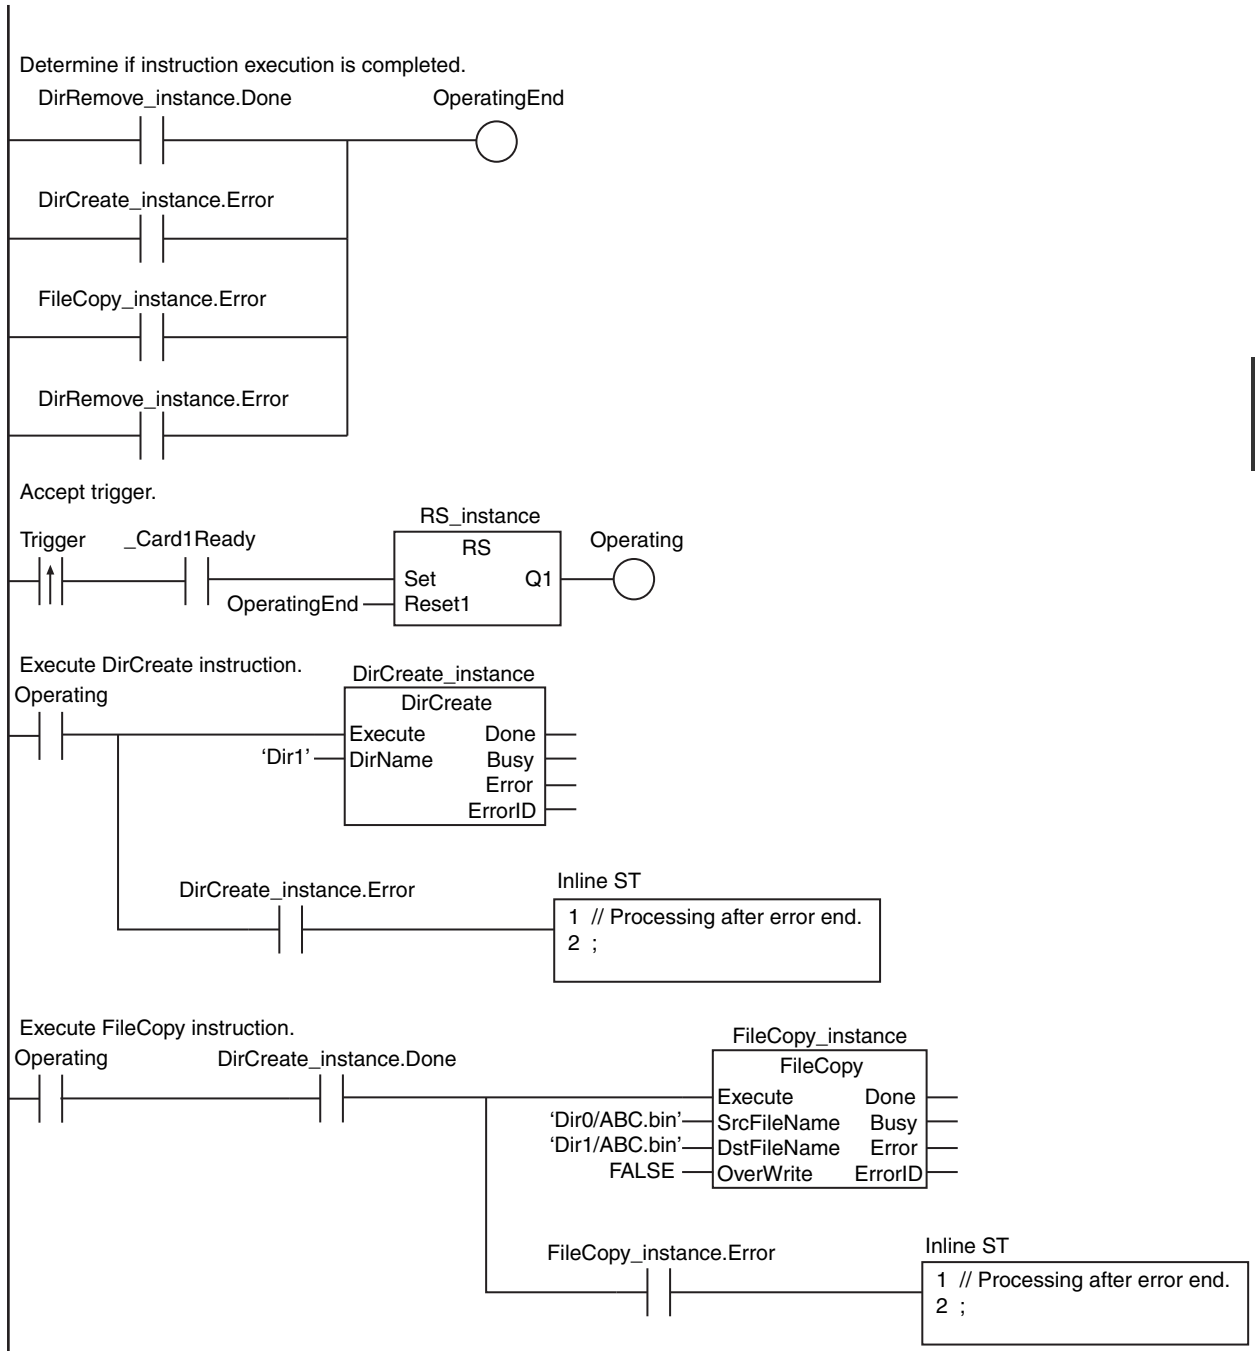 Determine if instruction execution is completed.
DirRemove_instance.Done OperatingEnd
DirCreate_instance.Error
FileCopy_instance.Error
DirRemove_instance.Error
Accept trigger.
RS_instance
Trigger _Card1Ready RS Operating
Set Q1
OperatingEnd Reset1
Execute DirCreate instruction.
DirCreate_instance
Operating DirCreate
Execute Done
‘Dir1’ DirName Busy
Error
ErrorID
DirCreate_instance.Error Inline ST
1 // Processing after error end.
2 ;
Execute FileCopy instruction.
FileCopy_instance
Operating DirCreate_instance.Done FileCopy
Execute Done
‘Dir0/ABC.bin’ SrcFileName Busy
‘Dir1/ABC.bin’ DstFileName Error
FALSE OverWrite ErrorID
FileCopy_instance.Error Inline ST
1 // Processing after error end.
2 ;